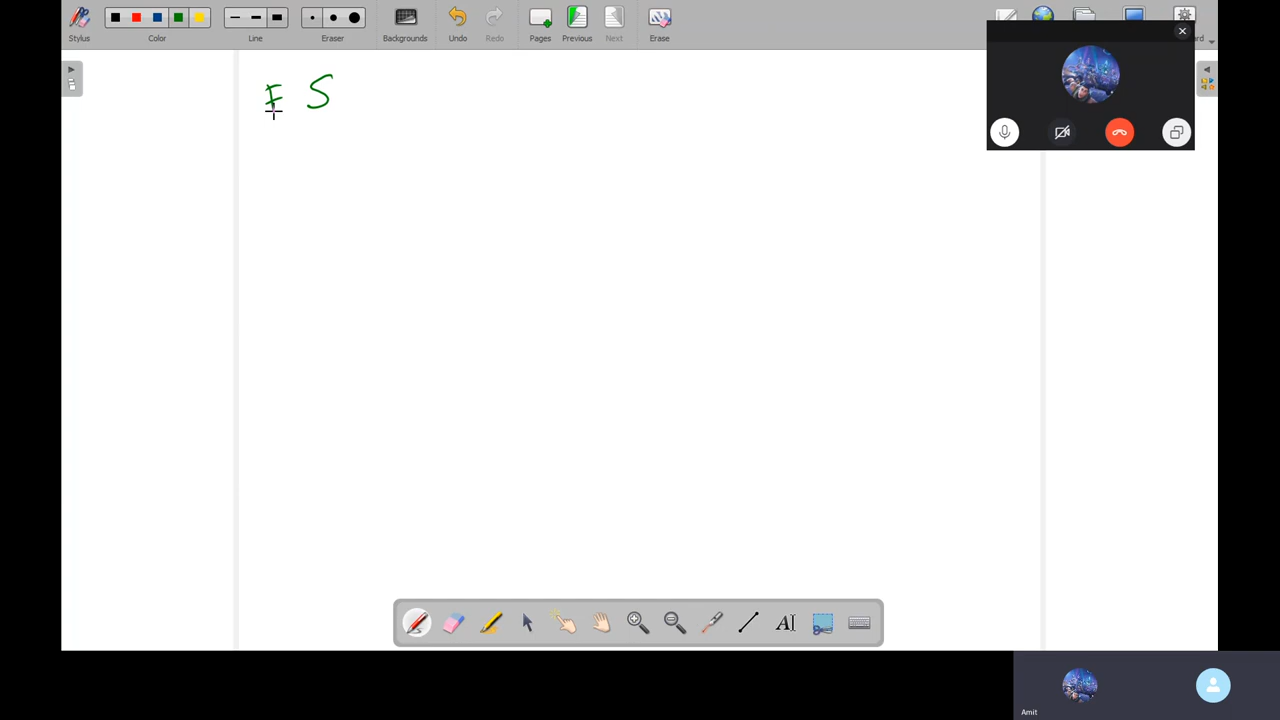 Stylus Color Line Eraser Backgrounds Undo Redo Pages Previous Next Erase
I S
Amit